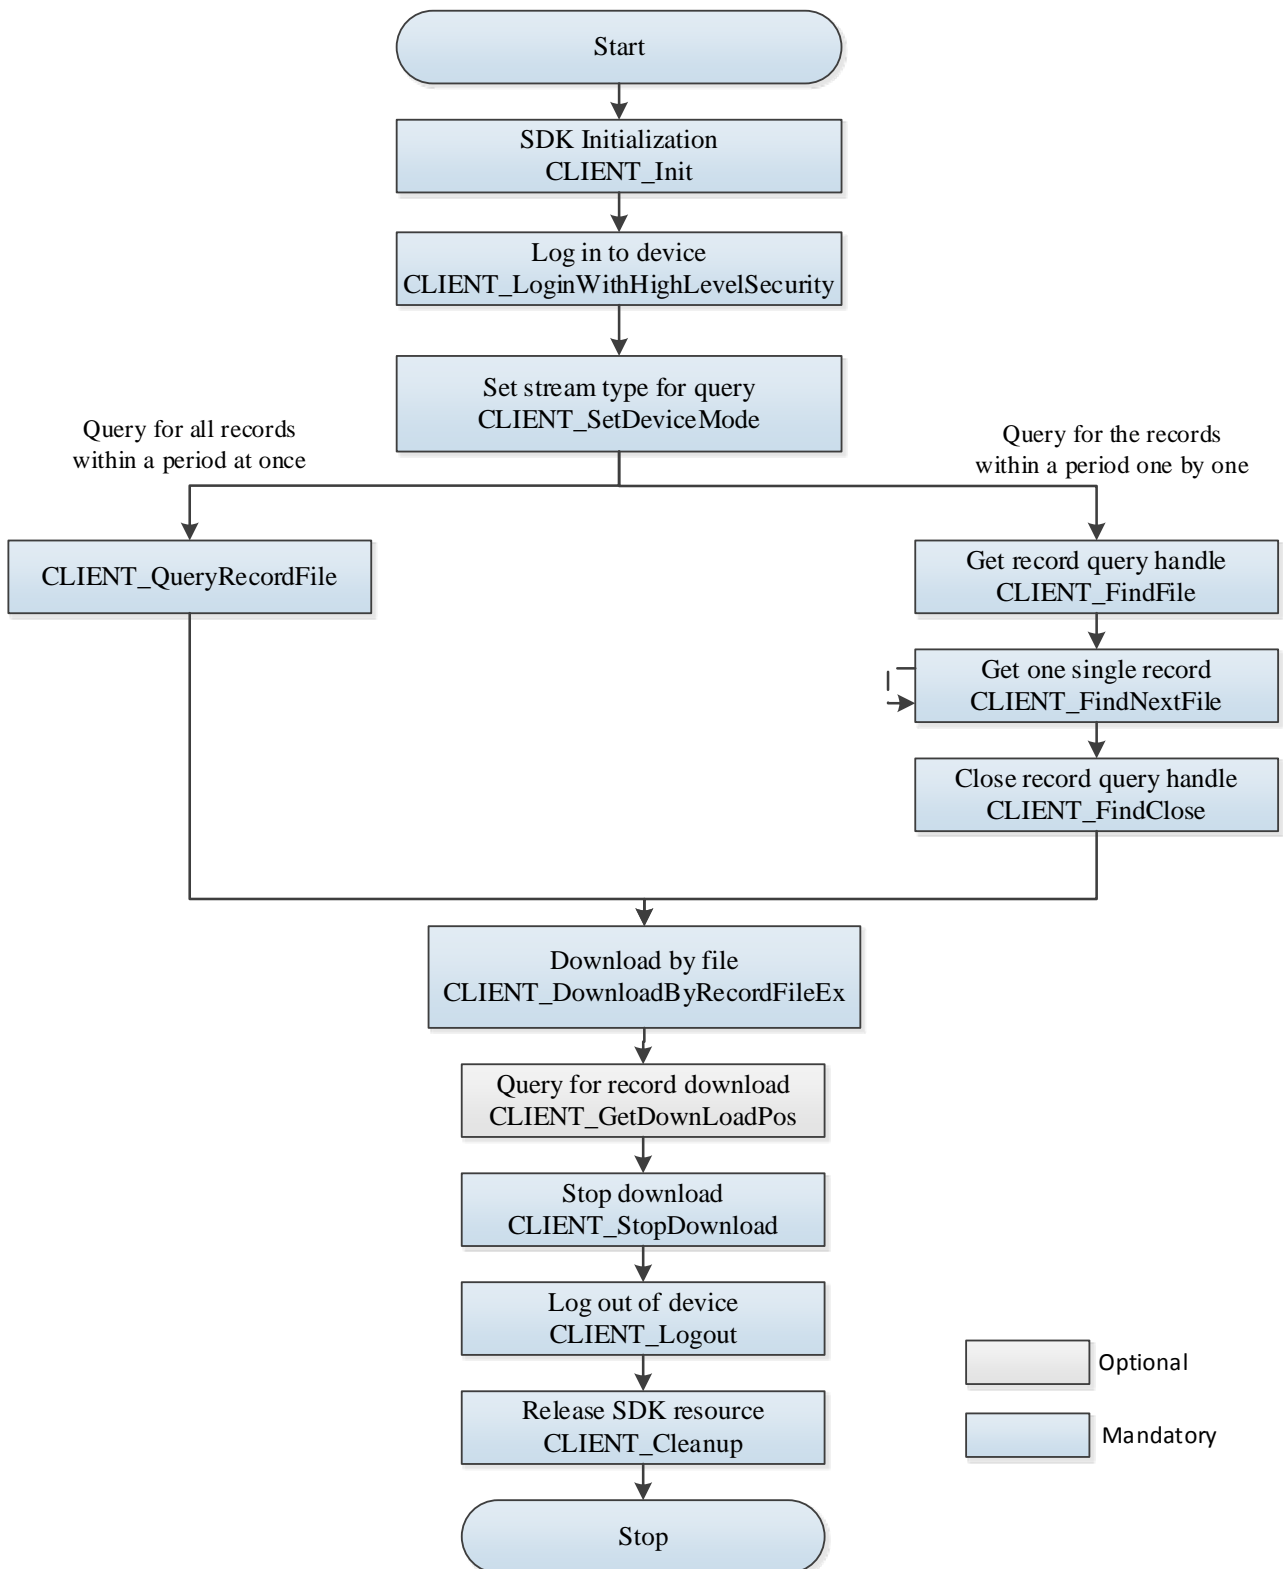 Start
SDK Initialization
CLIENT_Init
Log in to device
CLIENT_LoginWithHighLevelSecurity
Set stream type for query
CLIENT_SetDeviceMode
Query for all records
within a period at once
Query for the records
within a period one by one
CLIENT_QueryRecordFile
Get record query handle
CLIENT_FindFile
Get one single record
CLIENT_FindNextFile
Close record query handle
CLIENT_FindClose
Download by file
CLIENT_DownloadByRecordFileEx
Query for record download
CLIENT_GetDownLoadPos
Stop download
CLIENT_StopDownload
Log out of device
CLIENT_Logout
Release SDK resource
CLIENT_Cleanup
Stop
Optional
Mandatory